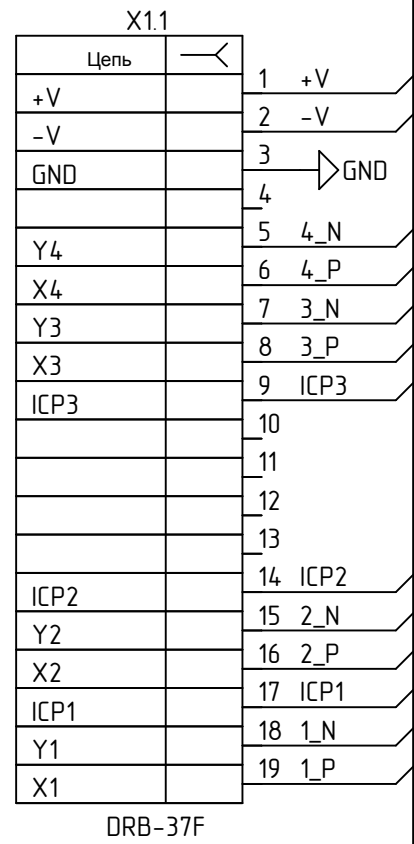 X1.1
Цепь
+V 1 +V
-V 2 -V
GND 3 GND
4
Y4 5 4_N
X4 6 4_P
Y3 7 3_N
X3 8 3_P
ICP3 9 ICP3
10
11
12
13
ICP2 14 ICP2
Y2 15 2_N
X2 16 2_P
ICP1 17 ICP1
Y1 18 1_N
X1 19 1_P
DRB-37F